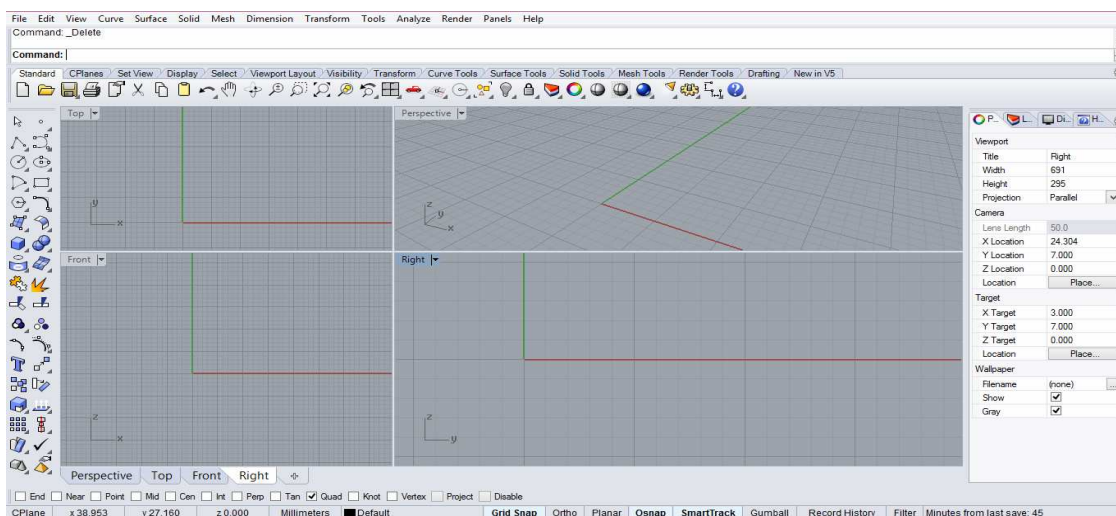 File Edit View Curve Surface Solid Mesh Dimension Transform Tools Analyze Render Panels Help
Command: _Delete
Command:
Standard CPlanes Set View Display Select Viewport Layout Visibility Transform Curve Tools Surface Tools Solid Tools Mesh Tools Render Tools Drafting New in V5
Top
Perspective
P... L... Di... H...
Viewport
Title Right
Width 691
Height 295
Projection Parallel
Camera
Lens Length 50.0
X Location 24.304
Y Location 7.000
Z Location 0.000
Location Place...
Target
X Target 3.000
Y Target 7.000
Z Target 0.000
Location Place...
Wallpaper
Filename (none) ...
Show
Gray
y
x
z
y
x
Front
Right
z
x
z
y
Perspective Top Front Right
End Near Point Mid Cen Int Perp Tan Quad Knot Vertex Project Disable
CPlane x 38.953 y 27.160 z 0.000 Millimeters Default Grid Snap Ortho Planar Osnap SmartTrack Gumball Record History Filter Minutes from last save: 45